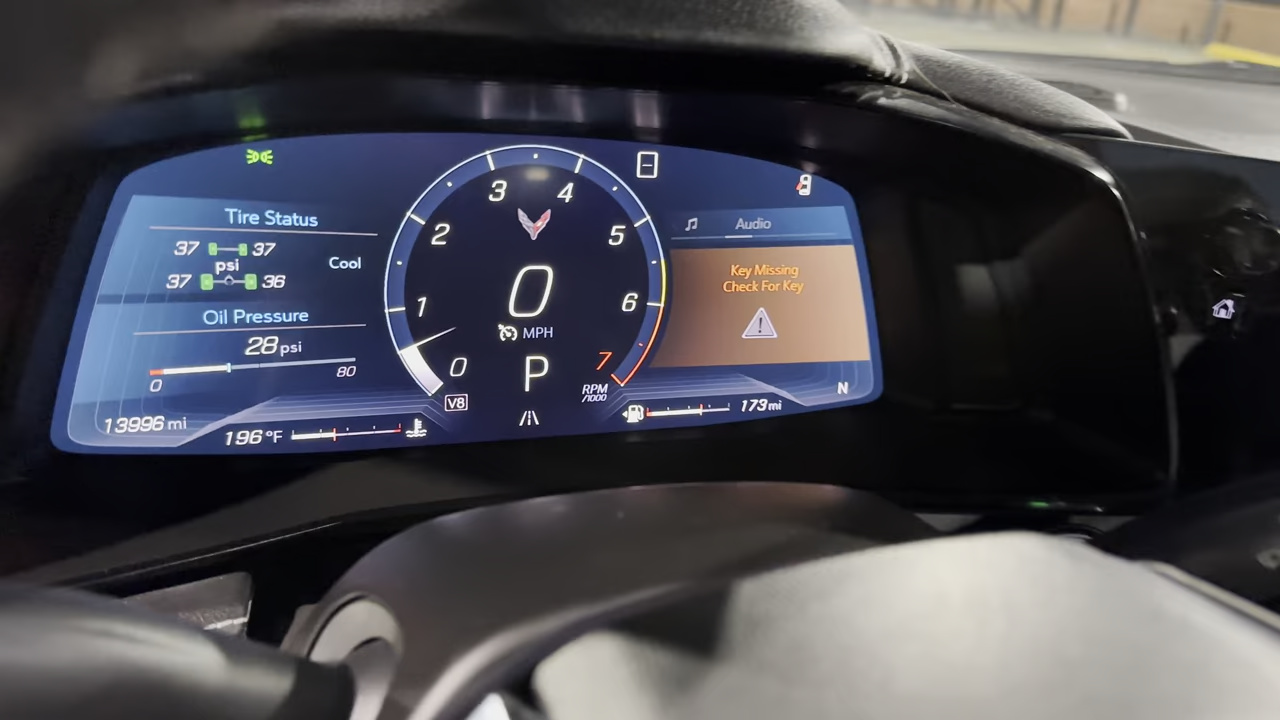 Tire Status
37 37
psi
37 36
Cool
Oil Pressure
28 psi
0 80
13996 mi
196 °F
0
1
2
3
4
5
6
7
0
MPH
P
V8
RPM
/1000
Audio
Key Missing
Check For Key
N
173 mi